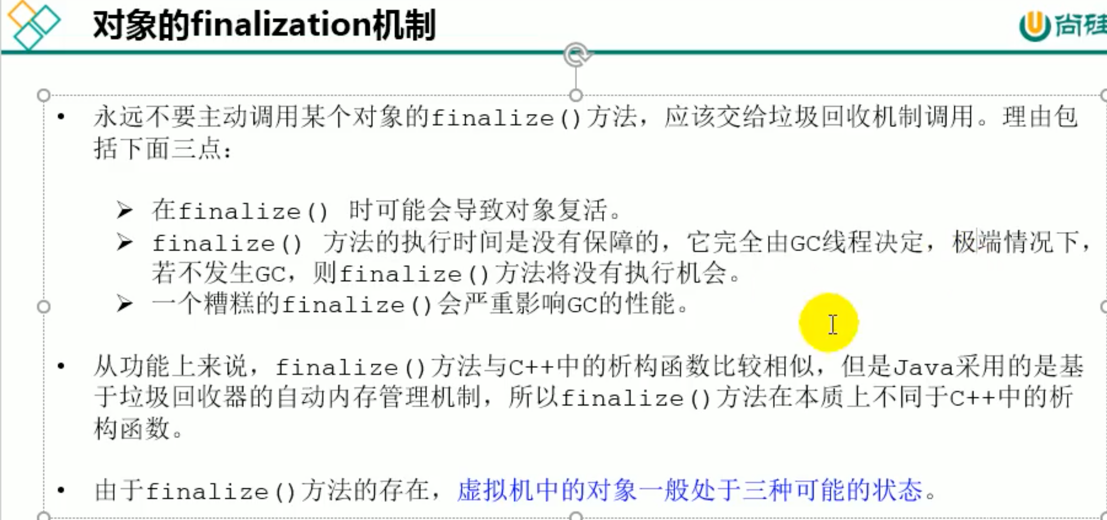 对象的finalization机制
尚硅
• 永远不要主动调用某个对象的finalize()方法，应该交给垃圾回收机制调用。理由包
括下面三点：
➢ 在finalize() 时可能会导致对象复活。
➢ finalize() 方法的执行时间是没有保障的，它完全由GC线程决定，极端情况下，
若不发生GC，则finalize()方法将没有执行机会。
➢ 一个糟糕的finalize()会严重影响GC的性能。
• 从功能上来说，finalize()方法与C++中的析构函数比较相似，但是Java采用的是基
于垃圾回收器的自动内存管理机制，所以finalize()方法在本质上不同于C++中的析
构函数。
• 由于finalize()方法的存在，虚拟机中的对象一般处于三种可能的状态。